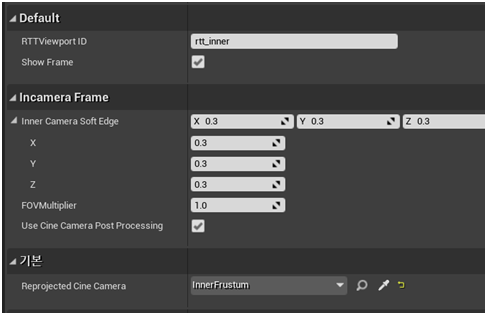 Default
RTTViewport ID rtt_inner
Show Frame
Incamera Frame
Inner Camera Soft Edge X 0.3 Y 0.3 Z 0.3
X 0.3
Y 0.3
Z 0.3
FOVMultiplier 1.0
Use Cine Camera Post Processing
기본
Reprojected Cine Camera InnerFrustum